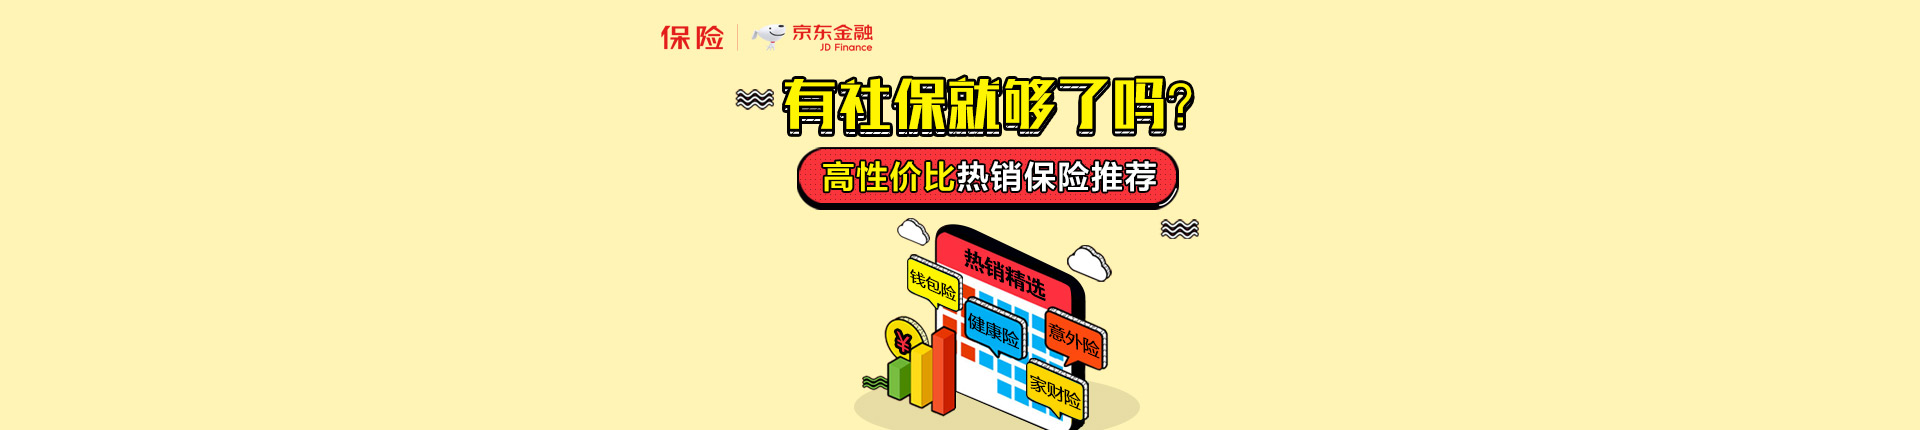 保险 京东金融
JD Finance
有社保就够了吗?
高性价比热销保险推荐
热销精选
钱包险
健康险
意外险
¥
家财险